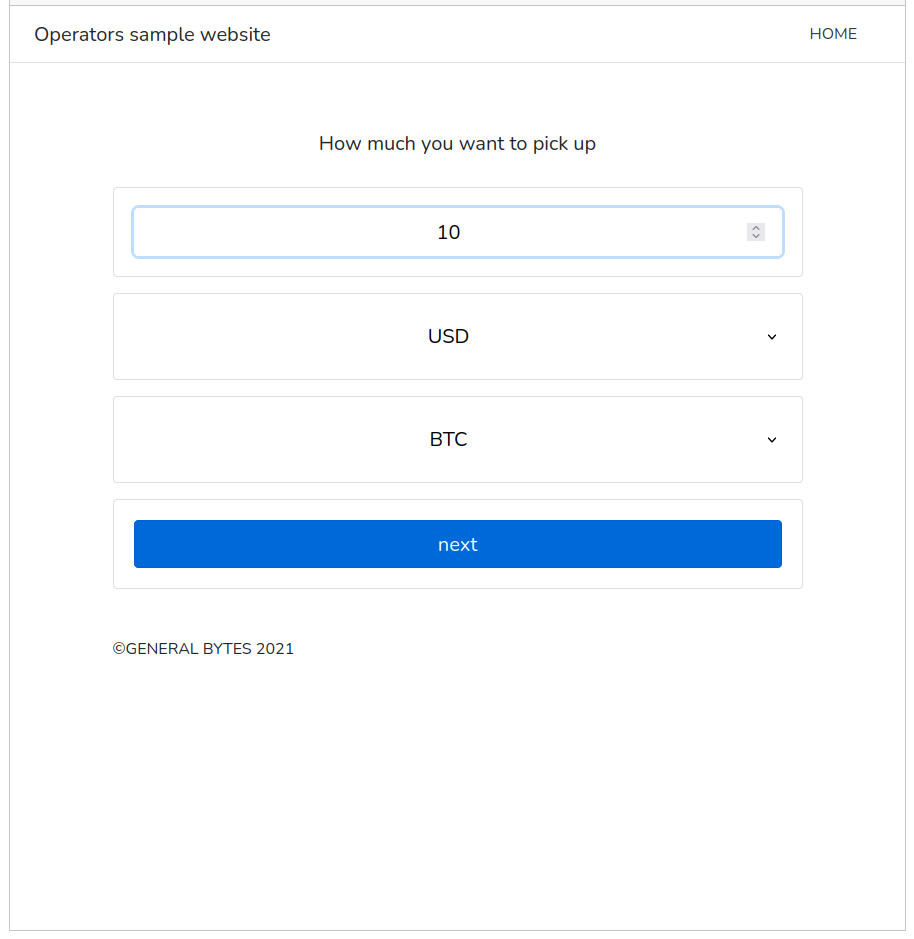 Operators sample website
HOME
How much you want to pick up
10
USD
BTC
next
©GENERAL BYTES 2021